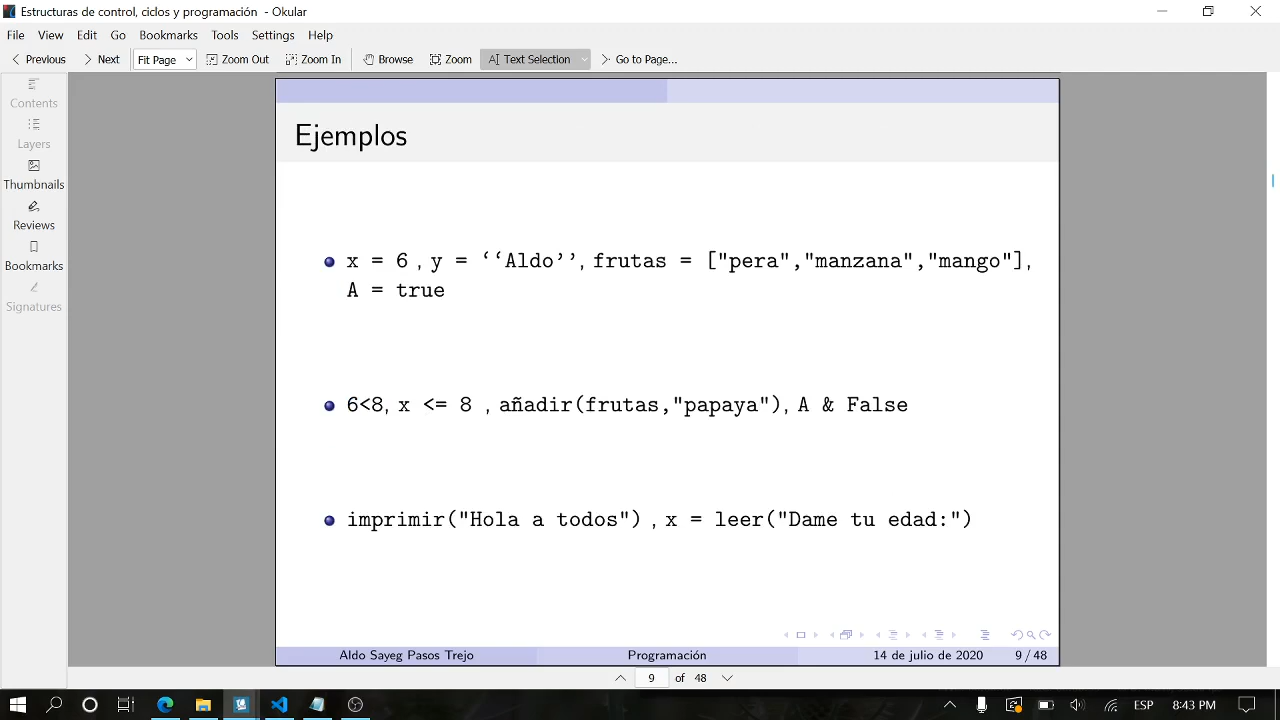 Estructuras de control, ciclos y programación - Okular
File View Edit Go Bookmarks Tools Settings Help
Previous Next Fit Page Zoom Out Zoom In Browse Zoom Text Selection Go to Page...
Contents
Layers
Thumbnails
Reviews
Bookmarks
Signatures
Ejemplos
x = 6 , y = ‘‘Aldo’’, frutas = ["pera","manzana","mango"],
A = true
6<8, x <= 8 , añadir(frutas,"papaya"), A & False
imprimir("Hola a todos") , x = leer("Dame tu edad:")
Aldo Sayeg Pasos Trejo Programación 14 de julio de 2020 9 / 48
9 of 48
ESP 8:43 PM